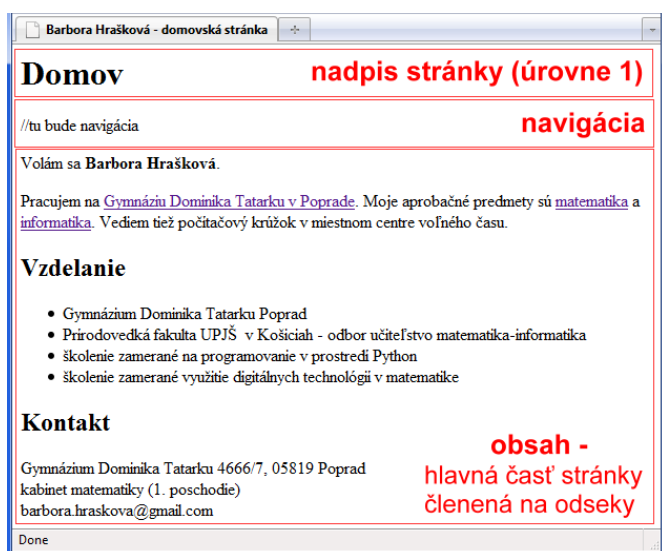 Barbora Hrašková - domovská stránka
Domov
nadpis stránky (úrovne 1)
//tu bude navigácia
navigácia
Volám sa Barbora Hrašková.
Pracujem na Gymnáziu Dominika Tatarku v Poprade. Moje aprobačné predmety sú matematika a
informatika. Vediem tiež počítačový krúžok v miestnom centre voľného času.
Vzdelanie
• Gymnázium Dominika Tatarku Poprad
• Prírodovedká fakulta UPJŠ v Košiciah - odbor učiteľstvo matematika-informatika
• školenie zamerané na programovanie v prostredí Python
• školenie zamerané využitie digitálnych technológii v matematike
Kontakt
Gymnázium Dominika Tatarku 4666/7, 05819 Poprad
kabinet matematiky (1. poschodie)
barbora.hraskova@gmail.com
obsah -
hlavná časť stránky
členená na odseky
Done